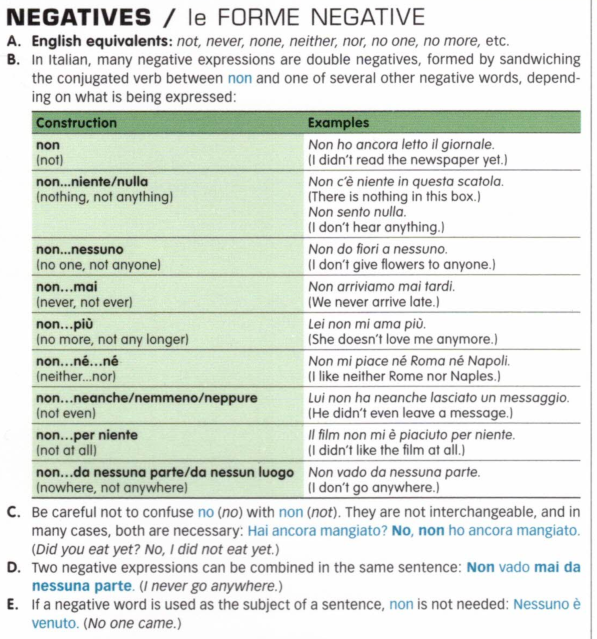 NEGATIVES / le FORME NEGATIVE
A. English equivalents: not, never, none, neither, nor, no one, no more, etc.
B. In Italian, many negative expressions are double negatives, formed by sandwiching
the conjugated verb between non and one of several other negative words, depend-
ing on what is being expressed:
Construction Examples
non Non ho ancora letto il giornale.
(not) (I didn't read the newspaper yet.)
non...niente/nulla Non c'è niente in questa scatola.
(nothing, not anything) (There is nothing in this box.)
Non sento nulla.
(I don't hear anything.)
non...nessuno Non do fiori a nessuno.
(no one, not anyone) (I don't give flowers to anyone.)
non...mai Non arriviamo mai tardi.
(never, not ever) (We never arrive late.)
non...più Lei non mi ama più.
(no more, not any longer) (She doesn't love me anymore.)
non...né...né Non mi piace né Roma né Napoli.
(neither...nor) (I like neither Rome nor Naples.)
non...neanche/nemmeno/neppure Lui non ha neanche lasciato un messaggio.
(not even) (He didn't even leave a message.)
non...per niente Il film non mi è piaciuto per niente.
(not at all) (I didn't like the film at all.)
non...da nessuna parte/da nessun luogo Non vado da nessuna parte.
(nowhere, not anywhere) (I don't go anywhere.)
C. Be careful not to confuse no (no) with non (not). They are not interchangeable, and in
many cases, both are necessary: Hai ancora mangiato? No, non ho ancora mangiato.
(Did you eat yet? No, I did not eat yet.)
D. Two negative expressions can be combined in the same sentence: Non vado mai da
nessuna parte. (I never go anywhere.)
E. If a negative word is used as the subject of a sentence, non is not needed: Nessuno è
venuto. (No one came.)